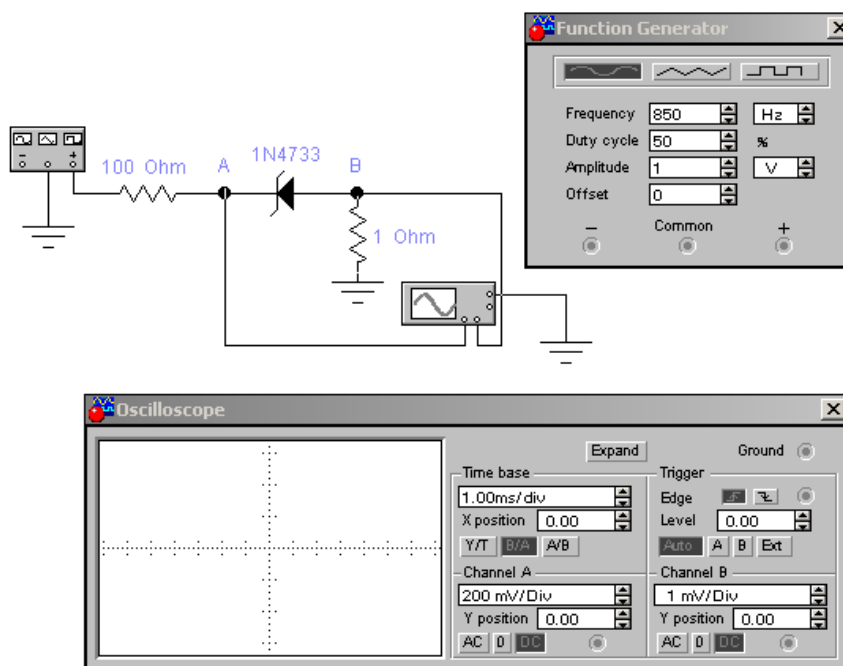 Function Generator
Frequency 850 Hz
Duty cycle 50 %
Amplitude 1 V
Offset 0
− Common +
− +
100 Ohm A 1N4733 B
1 Ohm
Oscilloscope
Expand Ground
Time base Trigger
1.00ms/div Edge
X position 0.00 Level 0.00
Y/T B/A A/B Auto A B Ext
Channel A Channel B
200 mV/Div 1 mV/Div
Y position 0.00 Y position 0.00
AC 0 DC AC 0 DC